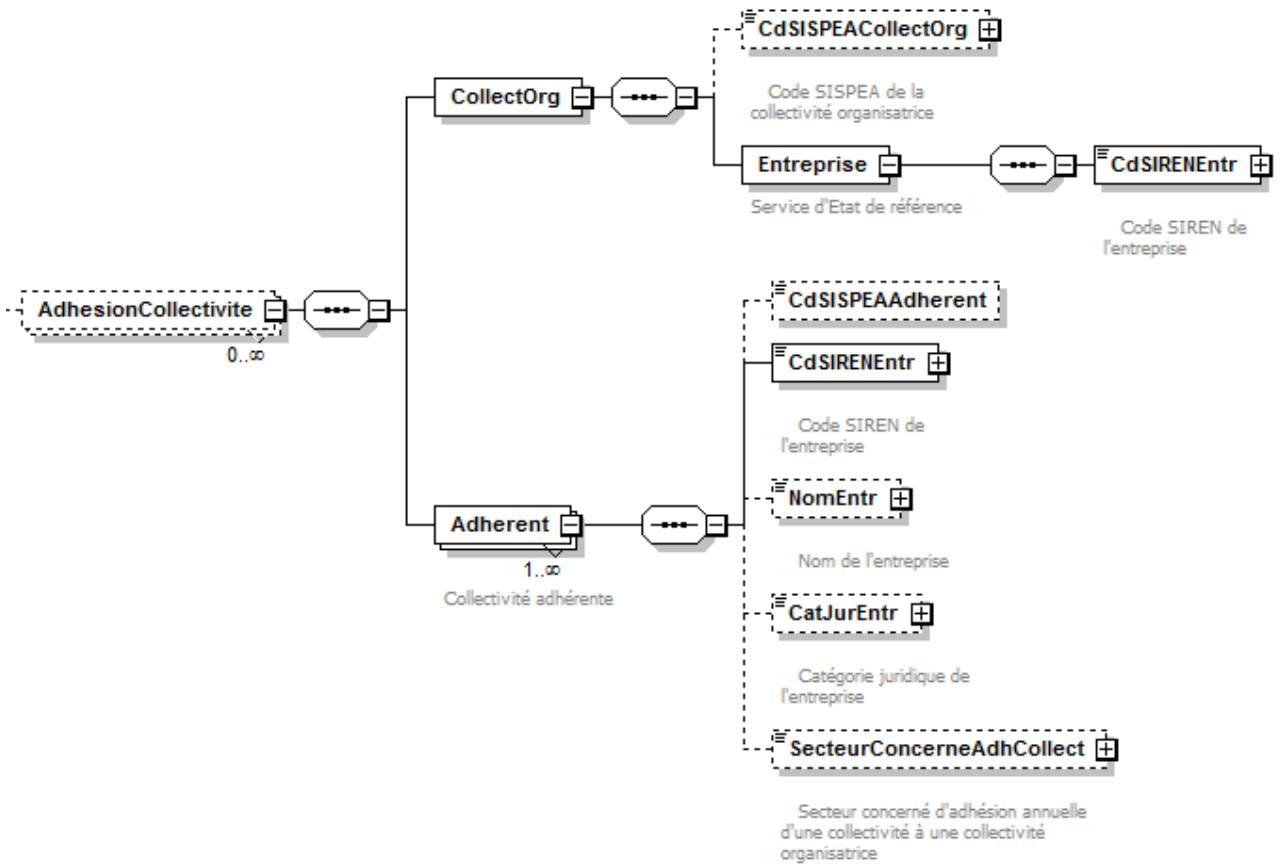 CdSISPEACollectOrg
Code SISPEA de la
collectivité organisatrice
CollectOrg
Entreprise
Service d'Etat de référence
CdSIRENEntr
Code SIREN de
l'entreprise
AdhesionCollectivite
0..∞
CdSISPEAAdherent
CdSIRENEntr
Code SIREN de
l'entreprise
NomEntr
Nom de l'entreprise
Adherent
1..∞
Collectivité adhérente
CatJurEntr
Catégorie juridique de
l'entreprise
SecteurConcerneAdhCollect
Secteur concerné d'adhésion annuelle
d'une collectivité à une collectivité
organisatrice